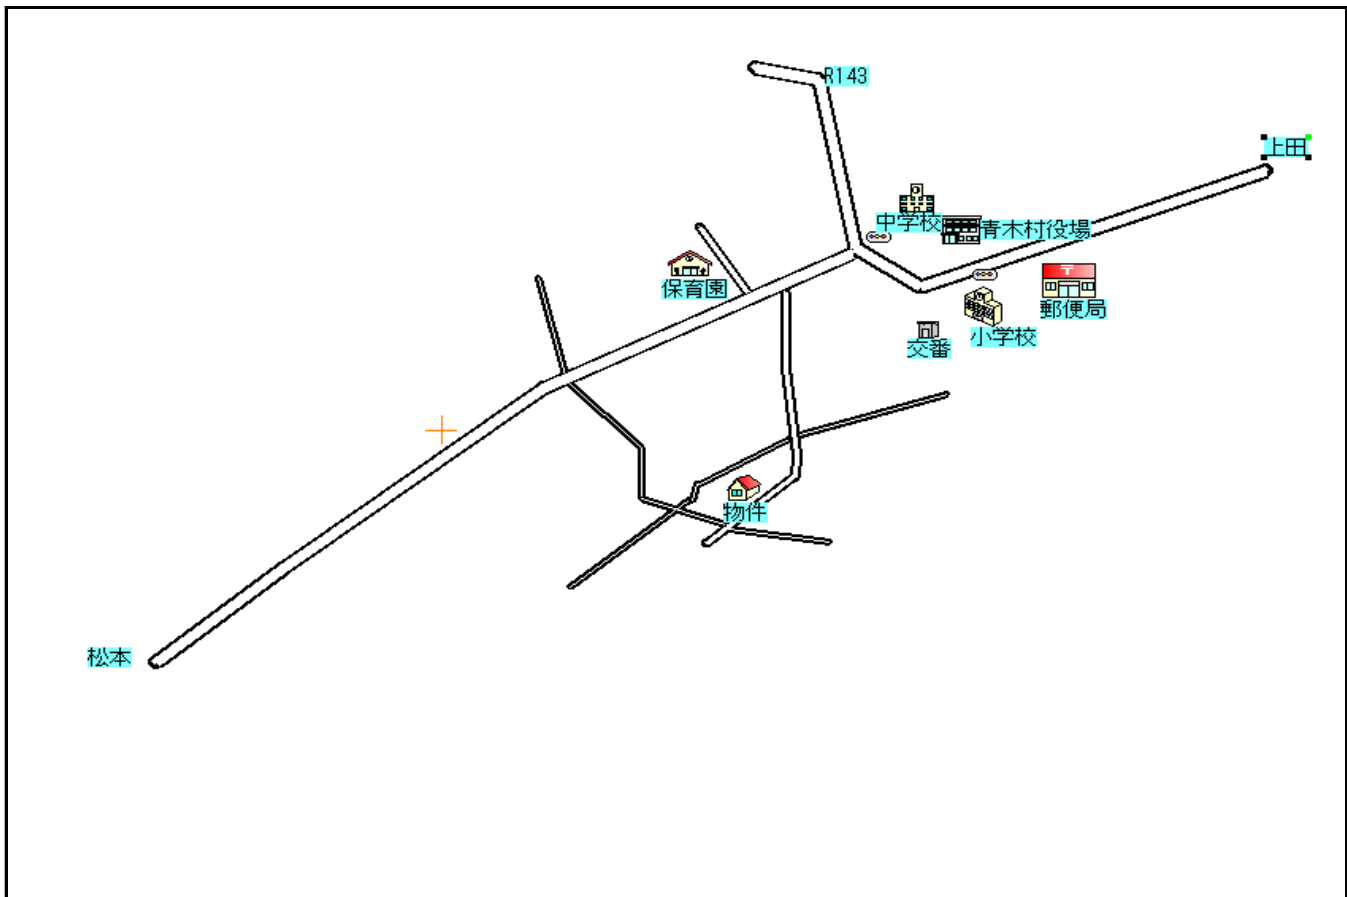 R143
上田
中学校
青木村役場
保育園
郵便局
小学校
交番
物件
松本